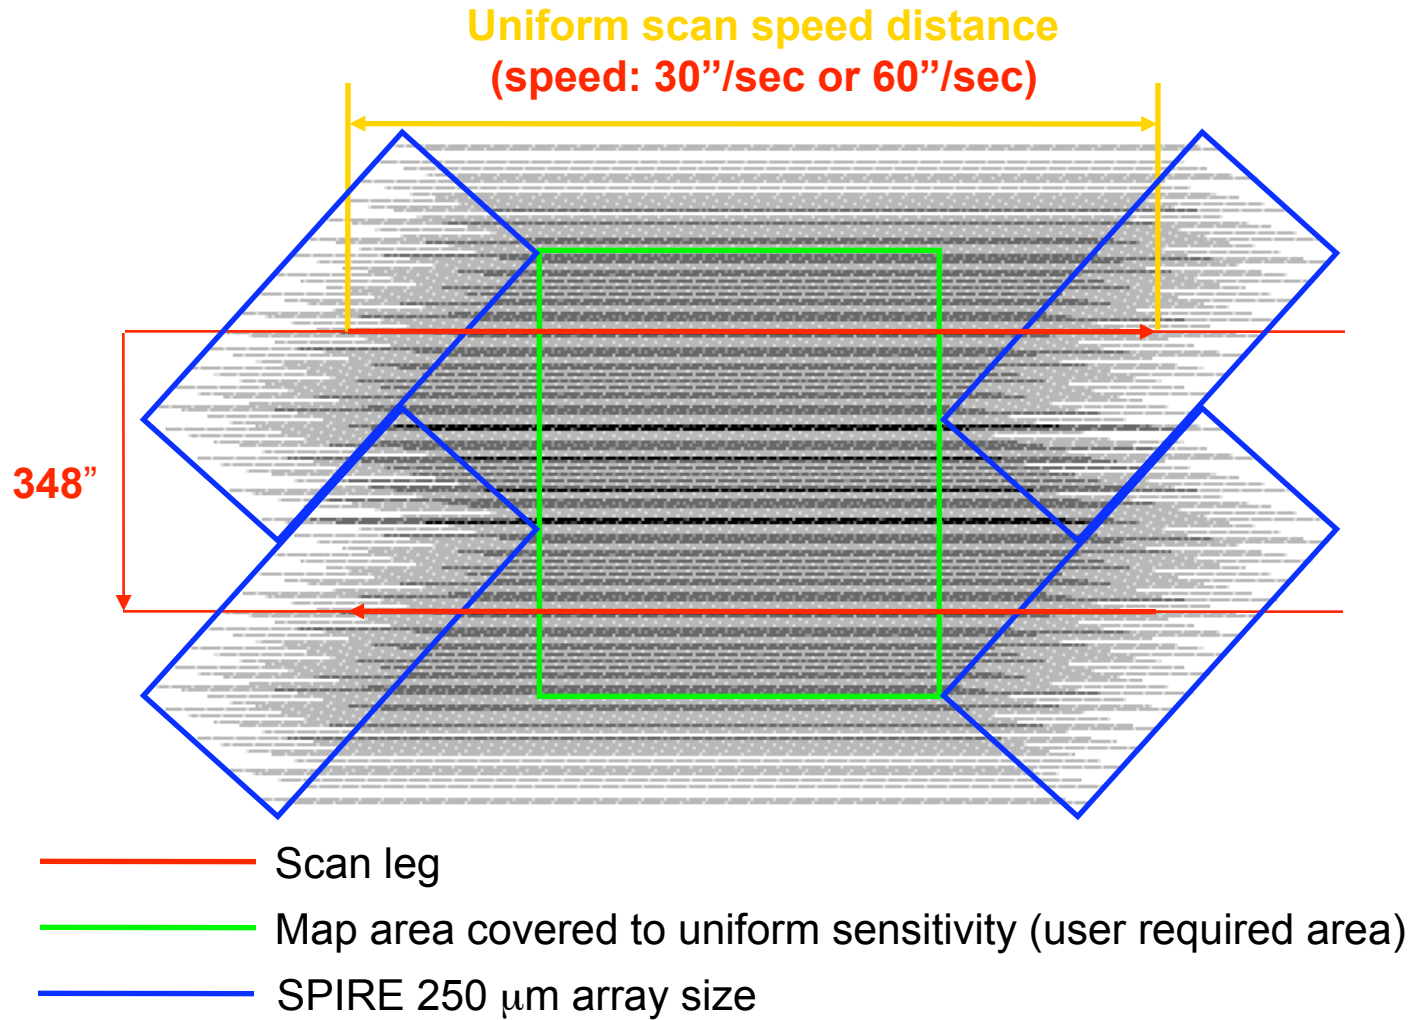 Uniform scan speed distance
(speed: 30”/sec or 60”/sec)
348”
Scan leg
Map area covered to uniform sensitivity (user required area)
SPIRE 250 μm array size